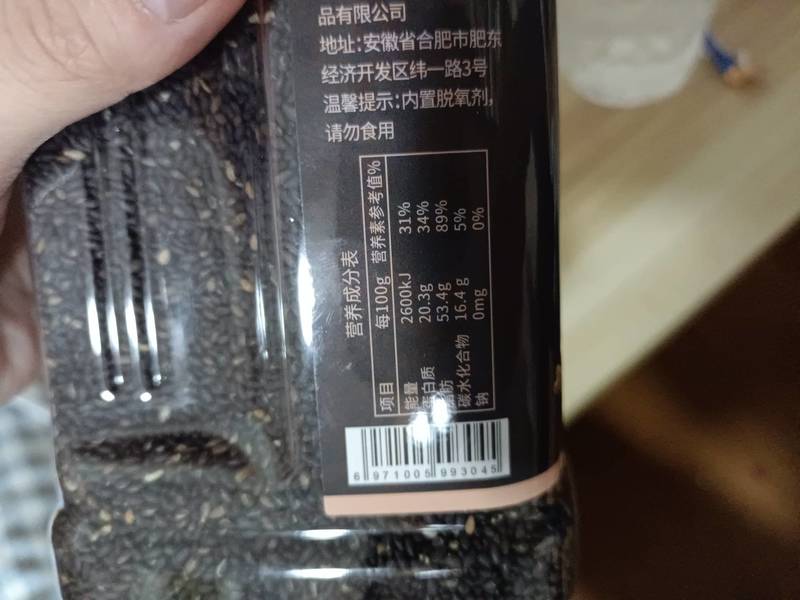 品有限公司
地址:安徽省合肥市肥东
经济开发区纬一路3号
温馨提示:内置脱氧剂，
请勿食用
营养成分表
项目 每100g 营养素参考值%
能量 2600kJ 31%
蛋白质 20.3g 34%
脂肪 53.4g 89%
碳水化合物 16.4 g 5%
钠 0mg 0%
6 971005 993045